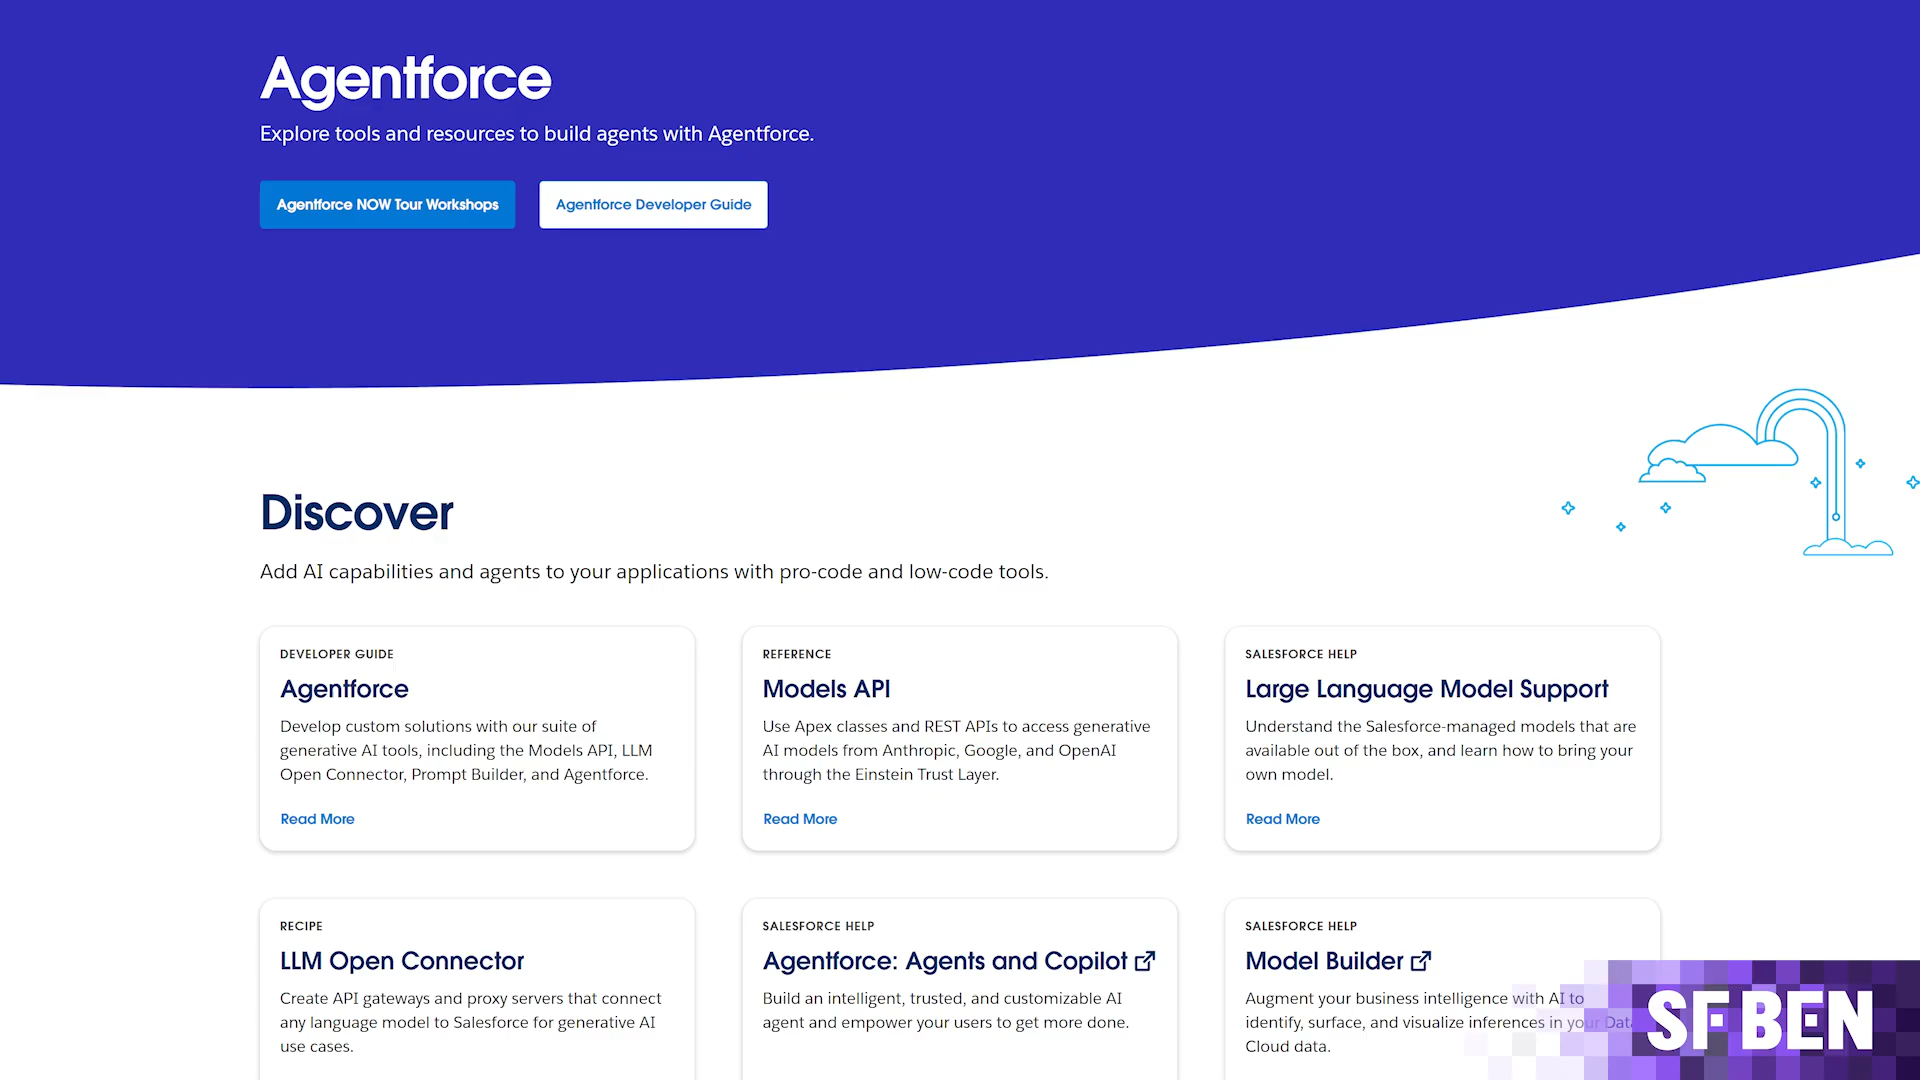 Agentforce
Explore tools and resources to build agents with Agentforce.
Agentforce NOW Tour Workshops
Agentforce Developer Guide
Discover
Add AI capabilities and agents to your applications with pro-code and low-code tools.
DEVELOPER GUIDE
Agentforce
Develop custom solutions with our suite of
generative AI tools, including the Models API, LLM
Open Connector, Prompt Builder, and Agentforce.
Read More
REFERENCE
Models API
Use Apex classes and REST APIs to access generative
AI models from Anthropic, Google, and OpenAI
through the Einstein Trust Layer.
Read More
SALESFORCE HELP
Large Language Model Support
Understand the Salesforce-managed models that are
available out of the box, and learn how to bring your
own model.
Read More
RECIPE
LLM Open Connector
Create API gateways and proxy servers that connect
any language model to Salesforce for generative AI
use cases.
SALESFORCE HELP
Agentforce: Agents and Copilot
Build an intelligent, trusted, and customizable AI
agent and empower your users to get more done.
SALESFORCE HELP
Model Builder
Augment your business intelligence with AI to
identify, surface, and visualize inferences in your Data
Cloud data.
SF BEN